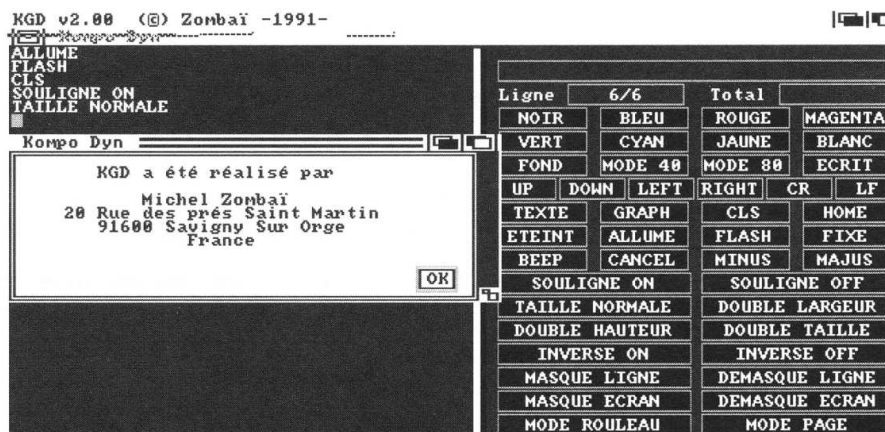 KGD v2.00 (©) Zombaï -1991-
Kompo Dyn
ALLUME
FLASH
CLS
SOULIGNE ON
TAILLE NORMALE
Kompo Dyn
KGD a été réalisé par
Michel Zombaï
20 Rue des prés Saint Martin
91600 Savigny Sur Orge
France
OK
Ligne 6/6 Total
NOIR BLEU ROUGE MAGENTA
VERT CYAN JAUNE BLANC
FOND MODE 40 MODE 80 ECRIT
UP DOWN LEFT RIGHT CR LF
TEXTE GRAPH CLS HOME
ETEINT ALLUME FLASH FIXE
BEEP CANCEL MINUS MAJUS
SOULIGNE ON SOULIGNE OFF
TAILLE NORMALE DOUBLE LARGEUR
DOUBLE HAUTEUR DOUBLE TAILLE
INVERSE ON INVERSE OFF
MASQUE LIGNE DEMASQUE LIGNE
MASQUE ECRAN DEMASQUE ECRAN
MODE ROULEAU MODE PAGE